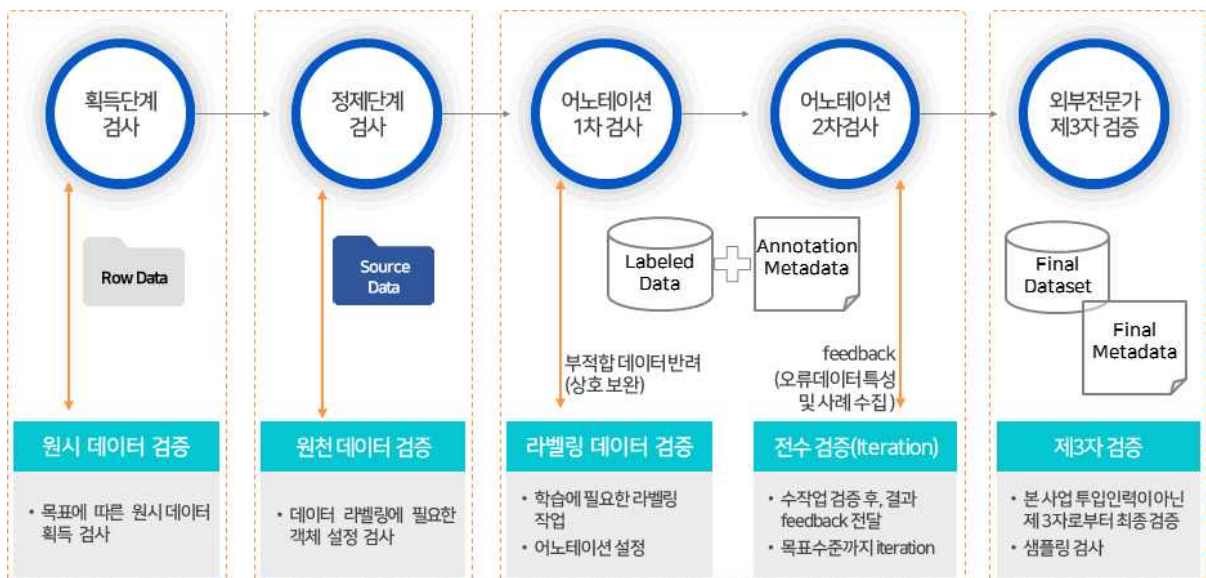 획득단계
검사
정제단계
검사
어노테이션
1차 검사
어노테이션
2차검사
외부전문가
제3자 검증
Row Data
Source
Data
Labeled
Data
Annotation
Metadata
Final
Dataset
Final
Metadata
부적합 데이터 반려
(상호 보완)
feedback
(오류데이터 특성
및 사례 수집)
원시 데이터 검증
• 목표에 따른 원시 데이터
획득 검사
원천 데이터 검증
• 데이터 라벨링에 필요한
객체 설정 검사
라벨링 데이터 검증
• 학습에 필요한 라벨링
작업
• 어노테이션 설정
전수 검증(Iteration)
• 수작업 검증 후, 결과
feedback 전달
• 목표수준까지 iteration
제3자 검증
• 본 사업 투입인력이 아닌
제 3자로부터 최종 검증
• 샘플링 검사